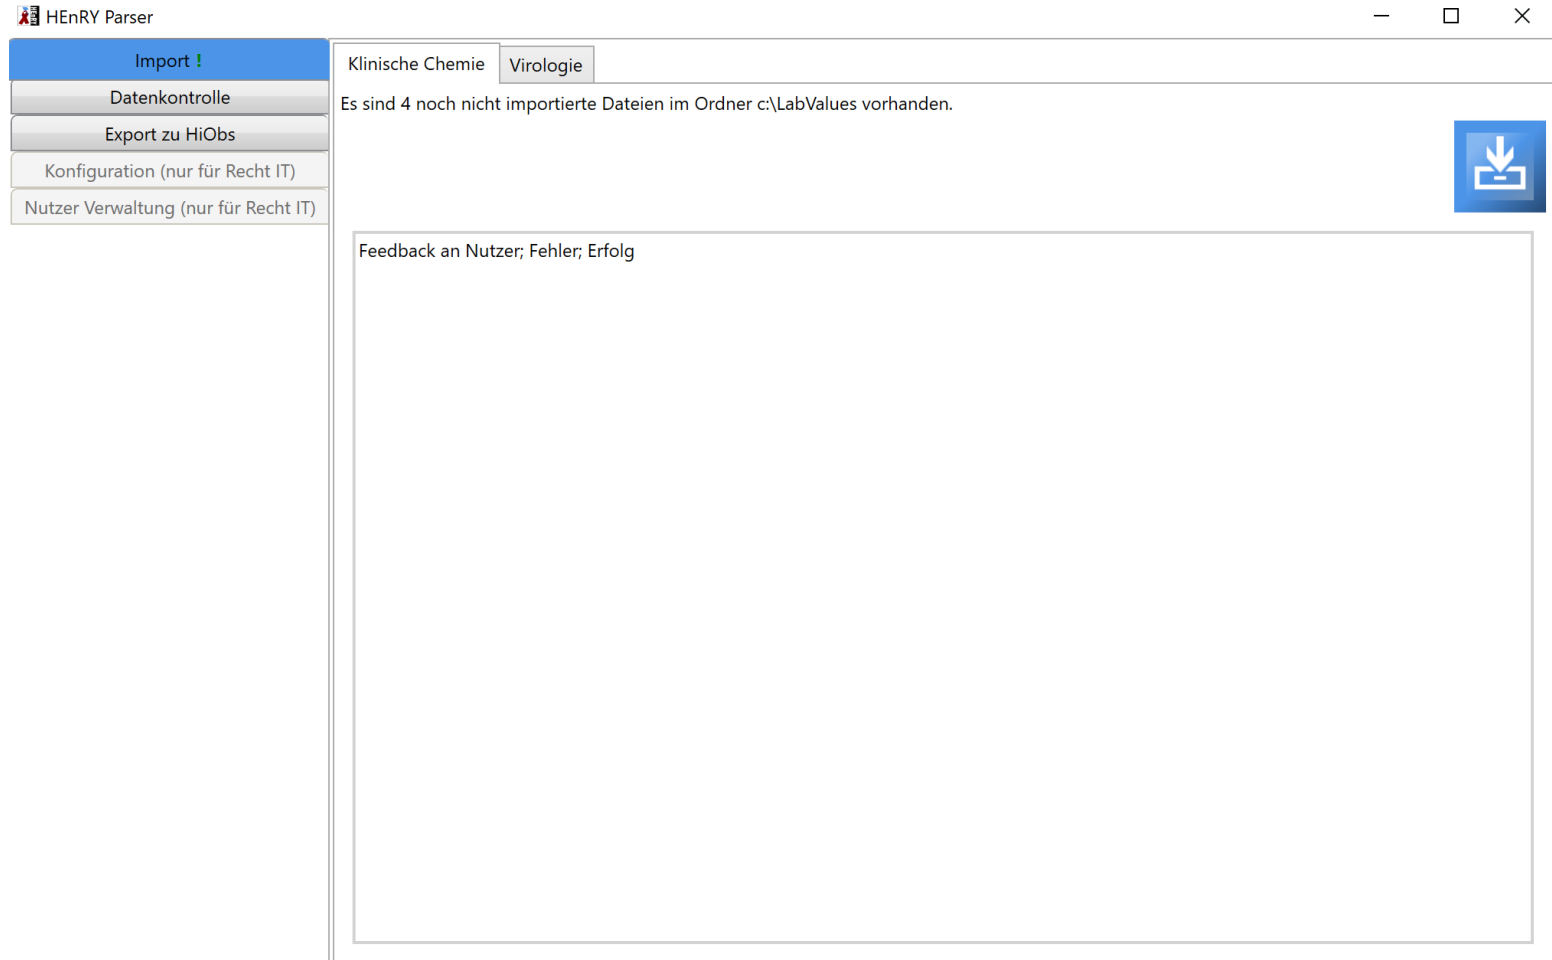 HEnRY Parser
Import !
Datenkontrolle
Export zu HiObs
Konfiguration (nur für Recht IT)
Nutzer Verwaltung (nur für Recht IT)
Klinische Chemie
Virologie
Es sind 4 noch nicht importierte Dateien im Ordner c:\LabValues vorhanden.
Feedback an Nutzer; Fehler; Erfolg